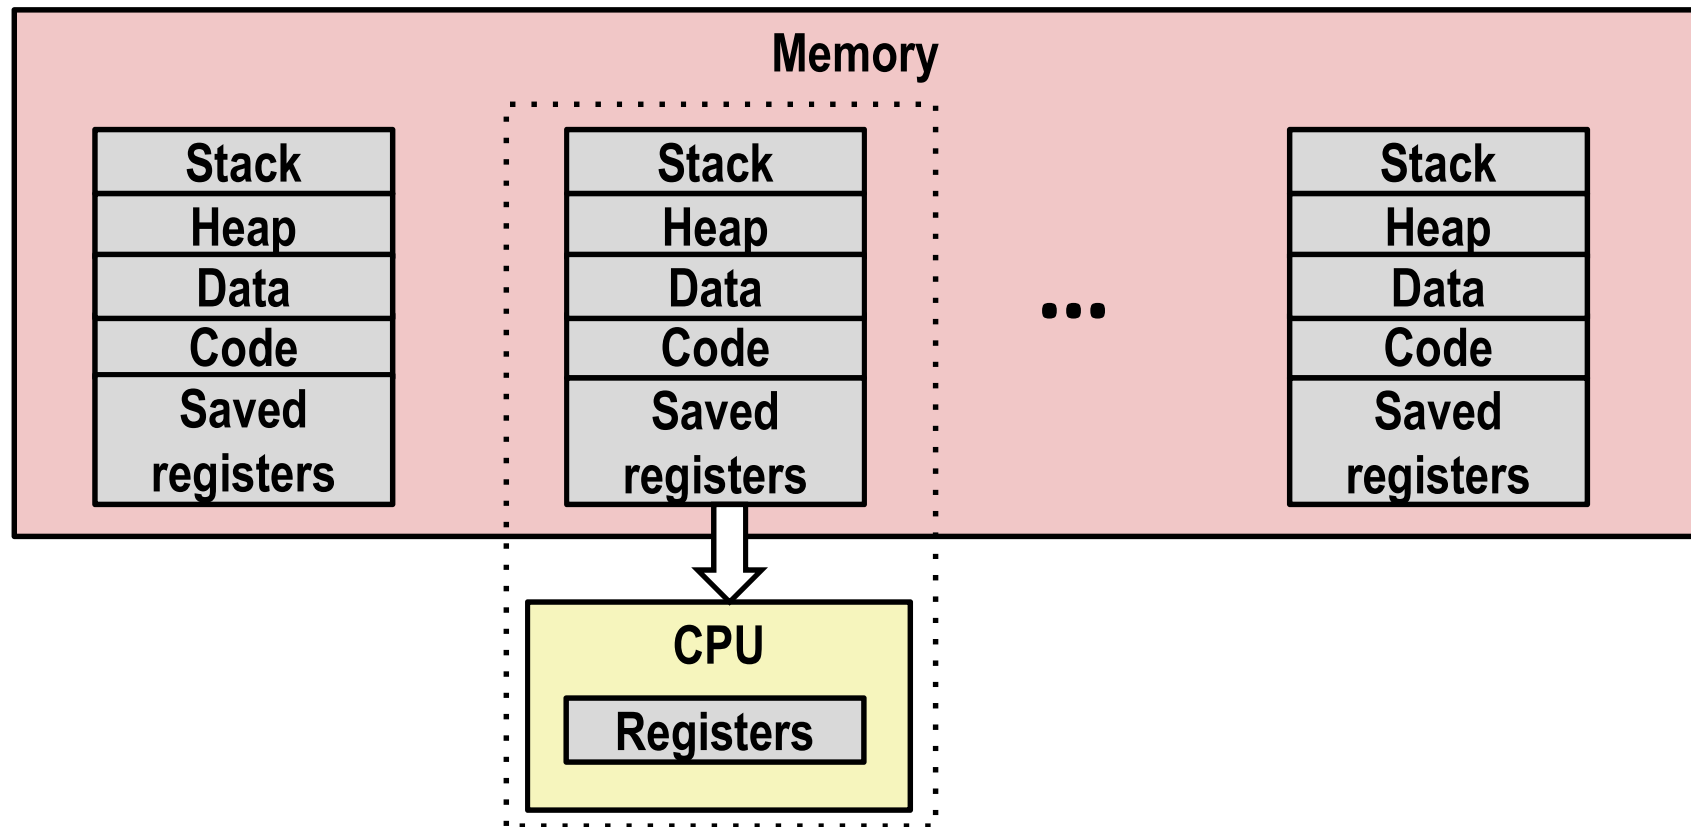 Memory
Stack
Heap
Data
Code
Saved
registers
Stack
Heap
Data
Code
Saved
registers
...
Stack
Heap
Data
Code
Saved
registers
CPU
Registers